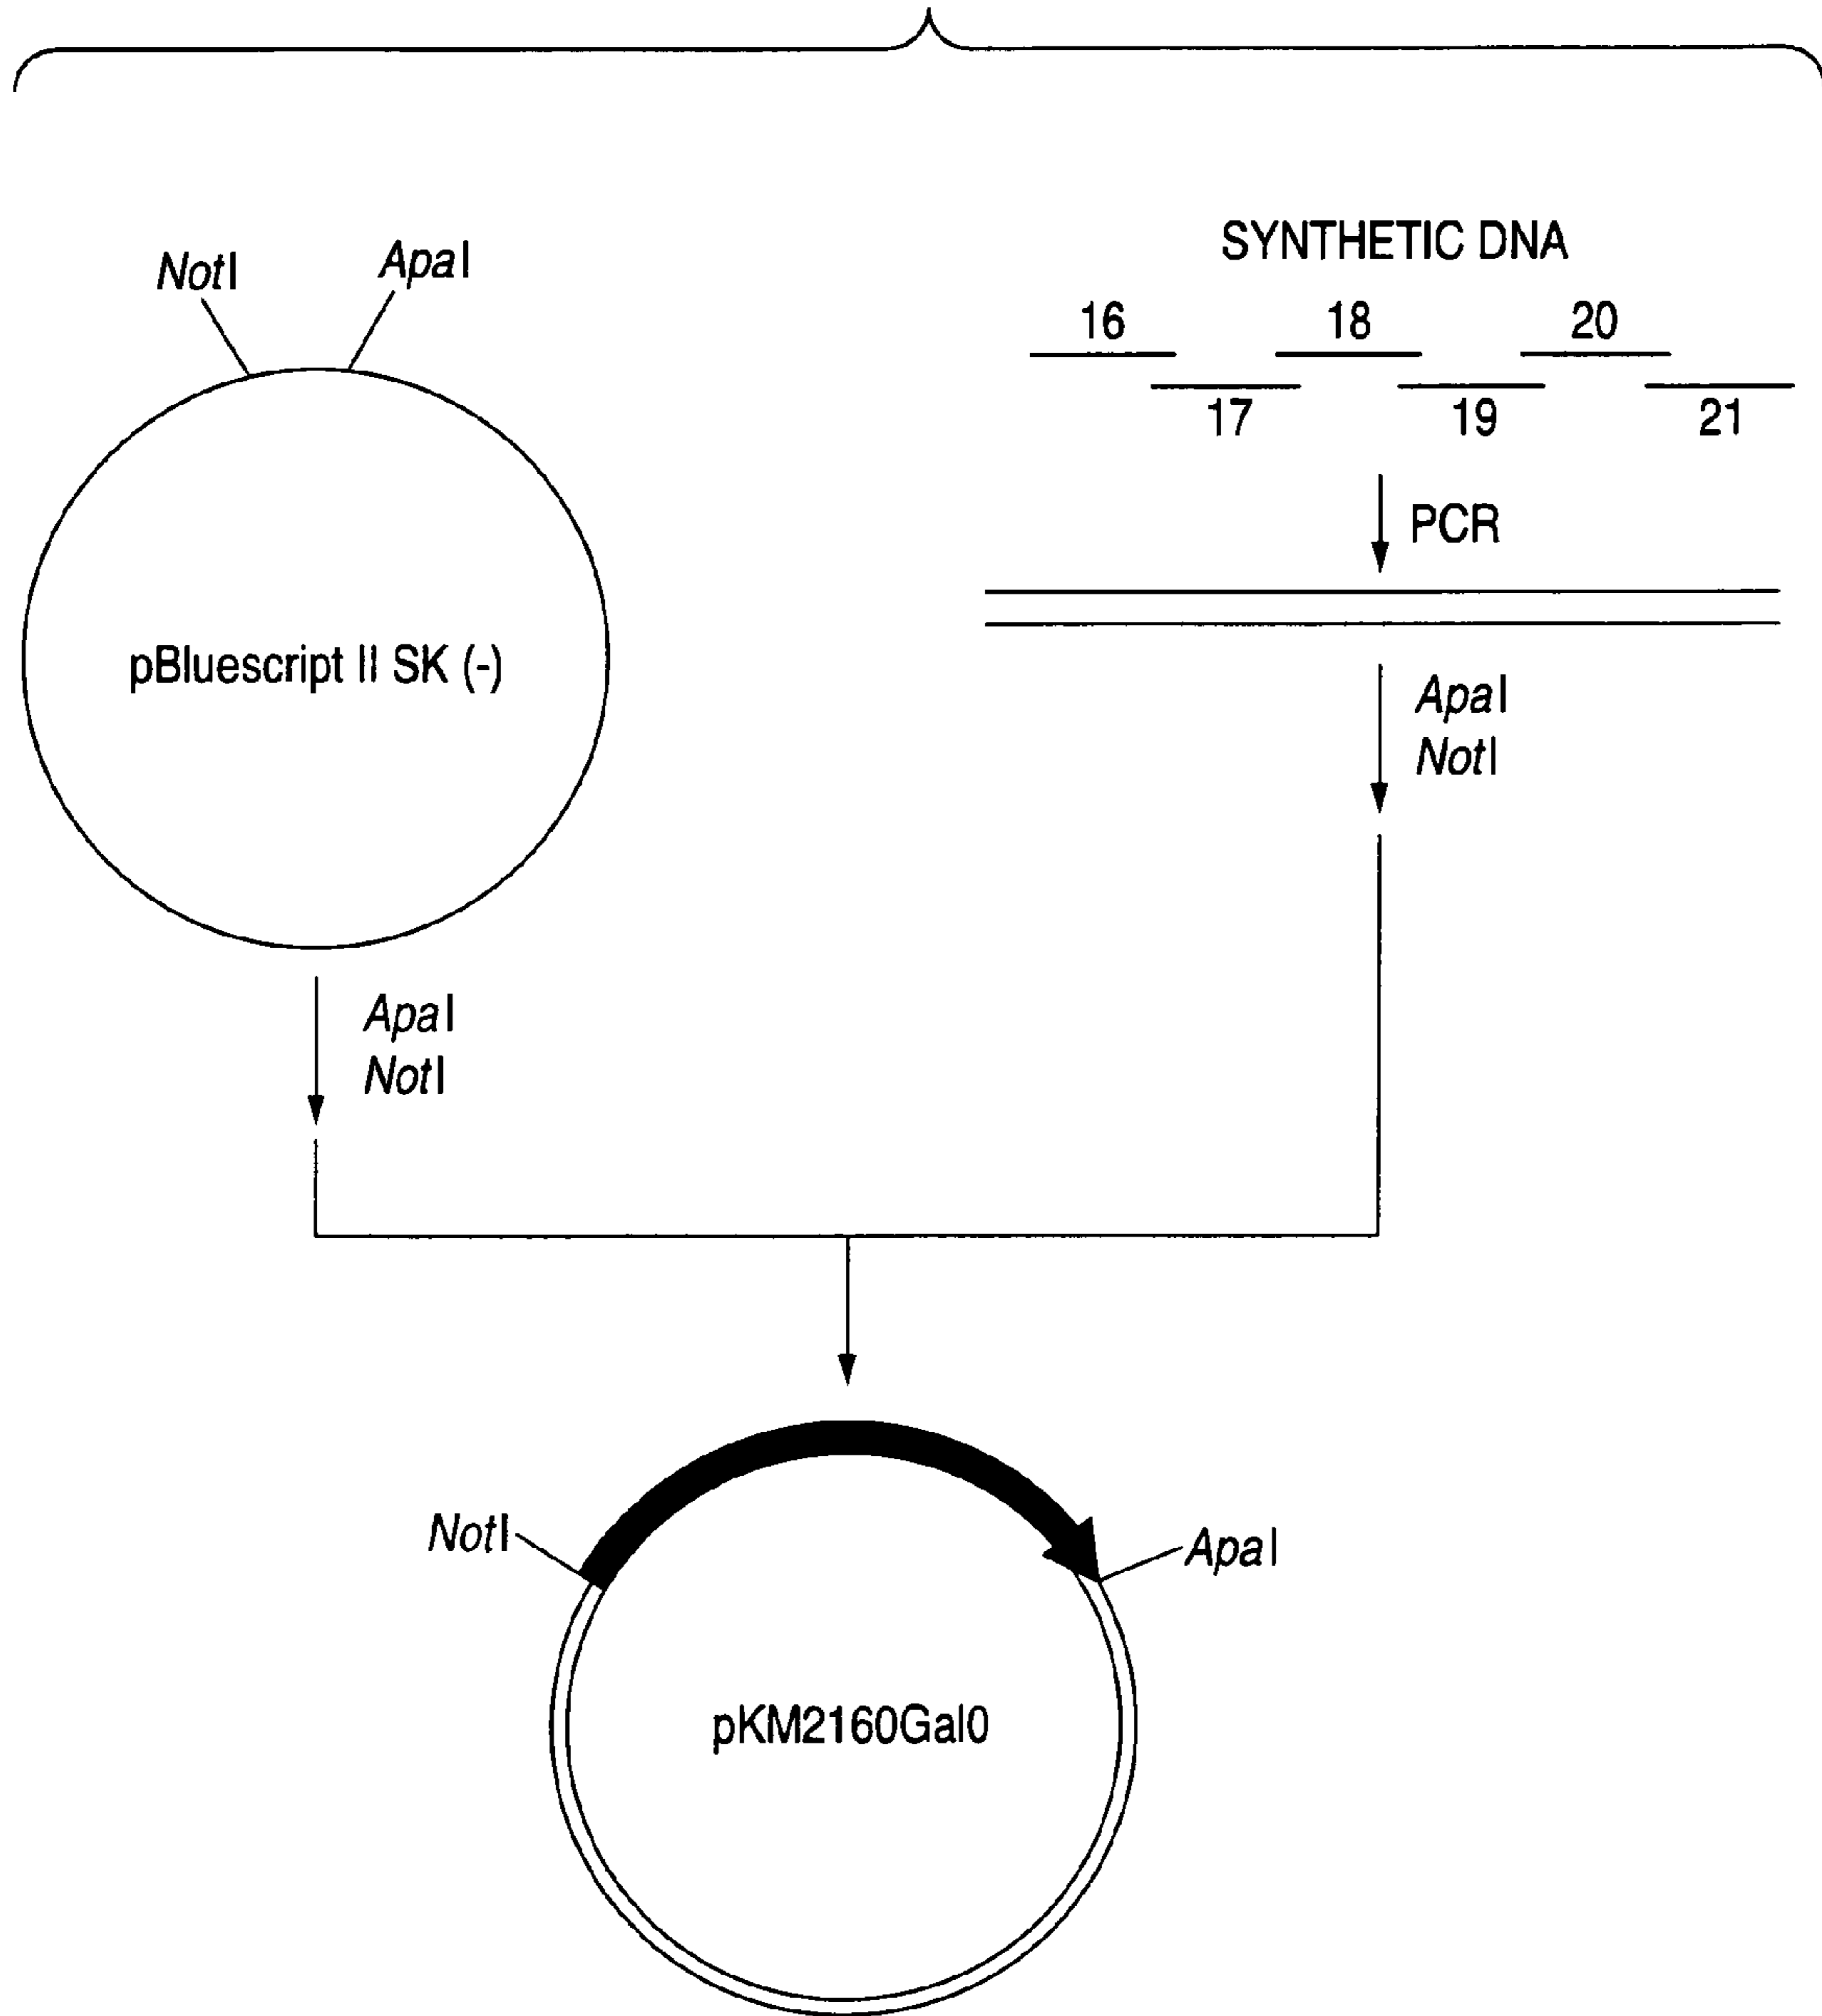 SYNTHETIC DNA
NotI
ApaI
16
18
20
17
19
21
PCR
pBluescript II SK (-)
ApaI
NotI
ApaI
NotI
NotI
ApaI
pKM2160Gal0